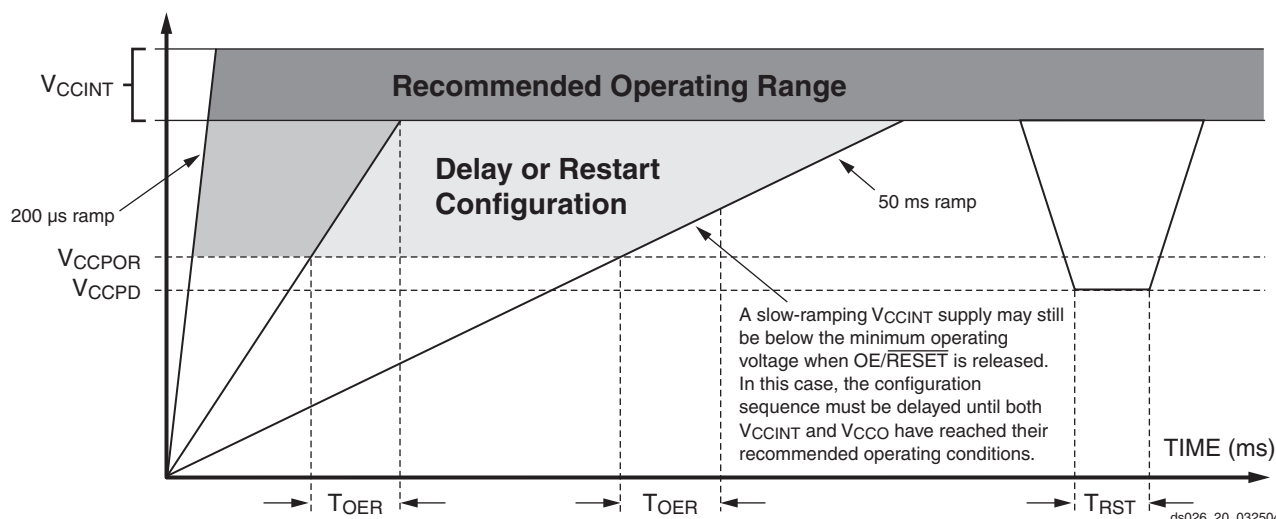 VCCINT
Recommended Operating Range
Delay or Restart
Configuration
200 µs ramp
50 ms ramp
VCCPOR
VCCPD
A slow-ramping VCCINT supply may still
be below the minimum operating
voltage when OE/RESET is released.
In this case, the configuration
sequence must be delayed until both
VCCINT and VCCO have reached their
recommended operating conditions.
TIME (ms)
TOER
TOER
TRST